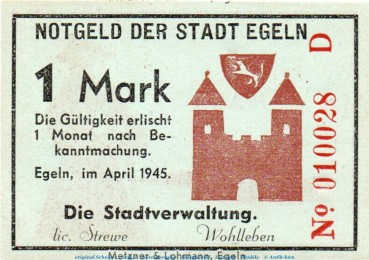 NOTGELD DER STADT EGELN
1 Mark
Die Gültigkeit erlischt
1 Monat nach Be-
kanntmachung.
Egeln, im April 1945.
Die Stadtverwaltung.
lic. Strewe Wohlleben
Metzner & Lohmann, Egeln
No 010028 D